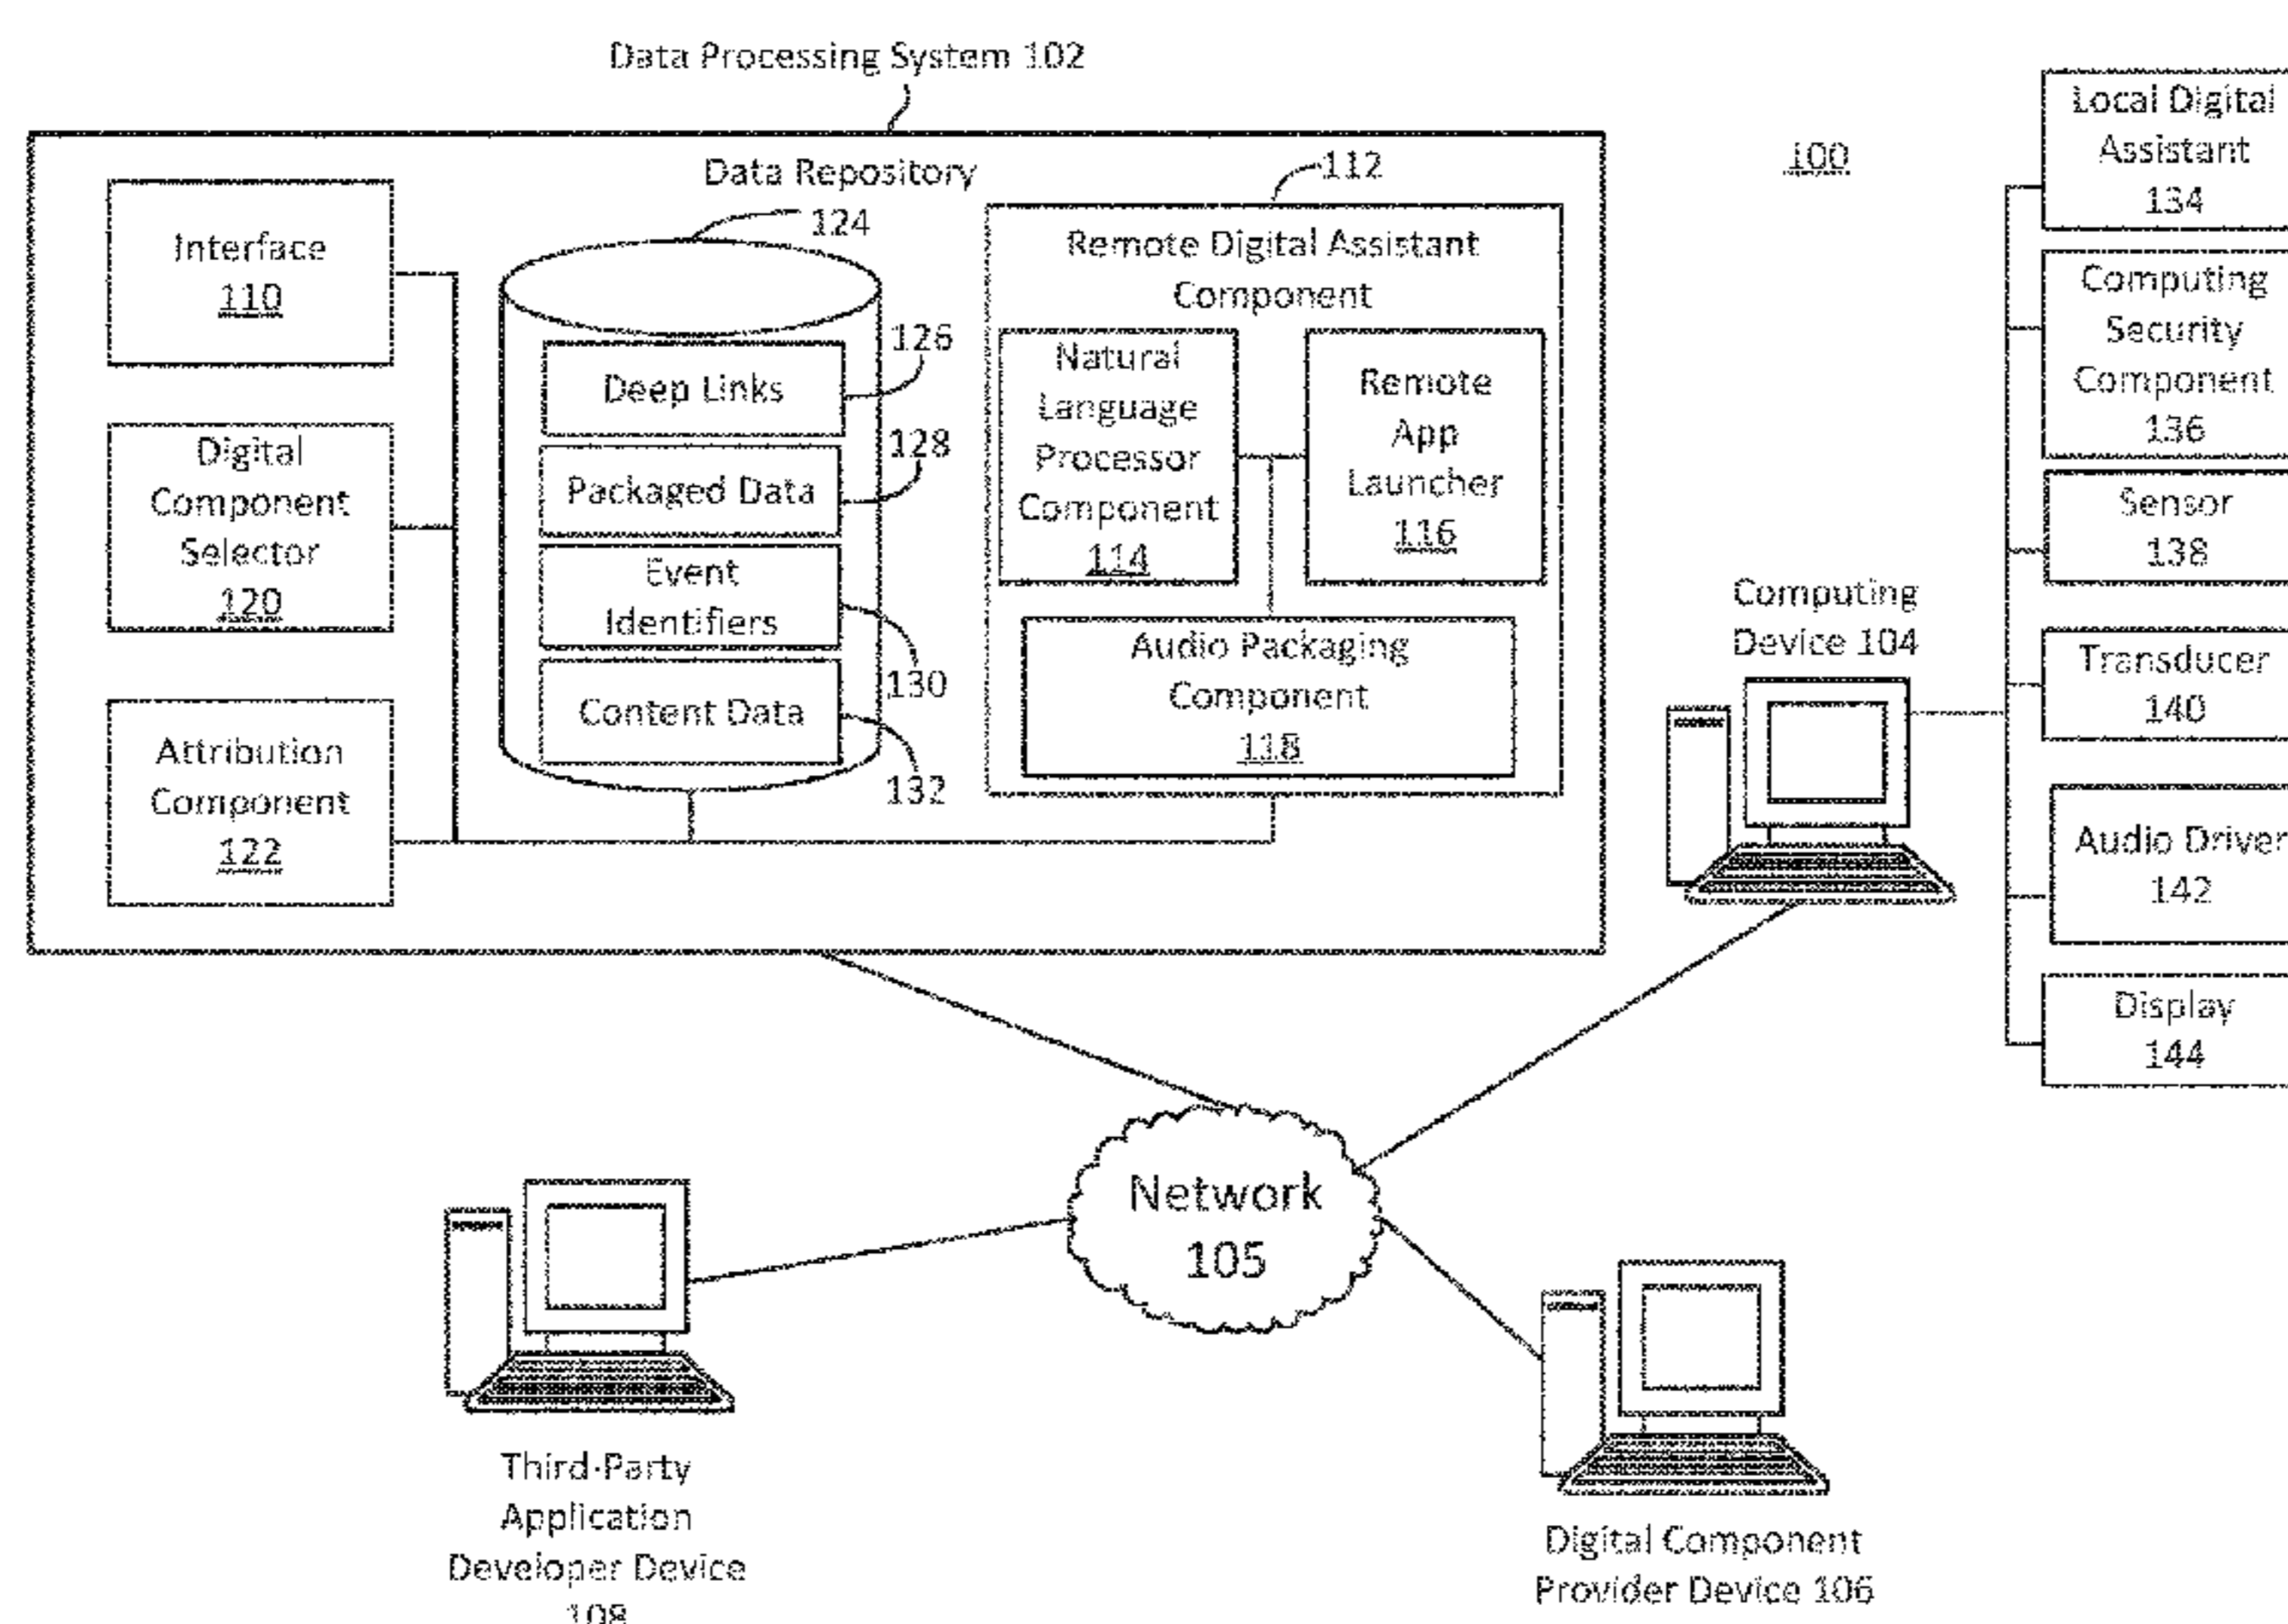 Data Processing System 102
100
Interface
110
Digital
Component
Selector
120
Attribution
Component
122
Data Repository
124
Deep Links
126
Packaged Data
128
Event
Identifiers
130
Content Data
132
112
Remote Digital Assistant
Component
Natural
Language
Processor
Component
114
Remote
App
Launcher
116
Audio Packaging
Component
118
Computing
Device 104
Local Digital
Assistant
134
Computing
Security
Component
136
Sensor
138
Transducer
140
Audio Driver
142
Display
144
Network
105
Third-Party
Application
Developer Device
108
Digital Component
Provider Device 106